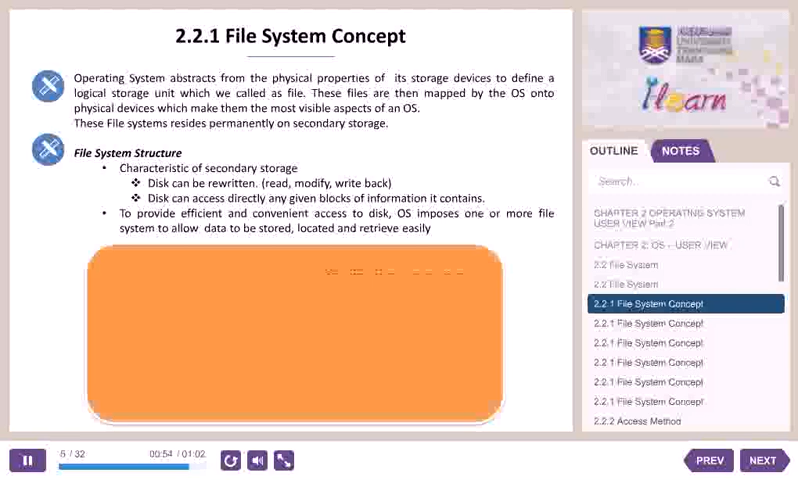 2.2.1 File System Concept
Operating System abstracts from the physical properties of its storage devices to define a
logical storage unit which we called as file. These files are then mapped by the OS onto
physical devices which make them the most visible aspects of an OS.
These File systems resides permanently on secondary storage.
File System Structure
• Characteristic of secondary storage
❖ Disk can be rewritten. (read, modify, write back)
❖ Disk can access directly any given blocks of information it contains.
• To provide efficient and convenient access to disk, OS imposes one or more file
system to allow data to be stored, located and retrieve easily
UNIVERSITI
TEKNOLOGI
MARA
i-learn
OUTLINE
NOTES
Search...
CHAPTER 2 OPERATING SYSTEM
USER VIEW Part 2
CHAPTER 2: OS - USER VIEW
2.2 File System
2.2 File System
2.2.1 File System Concept
2.2.1 File System Concept
2.2.1 File System Concept
2.2.1 File System Concept
2.2.1 File System Concept
2.2.1 File System Concept
2.2.2 Access Method
/ 32
00:54 / 01:02
PREV
NEXT